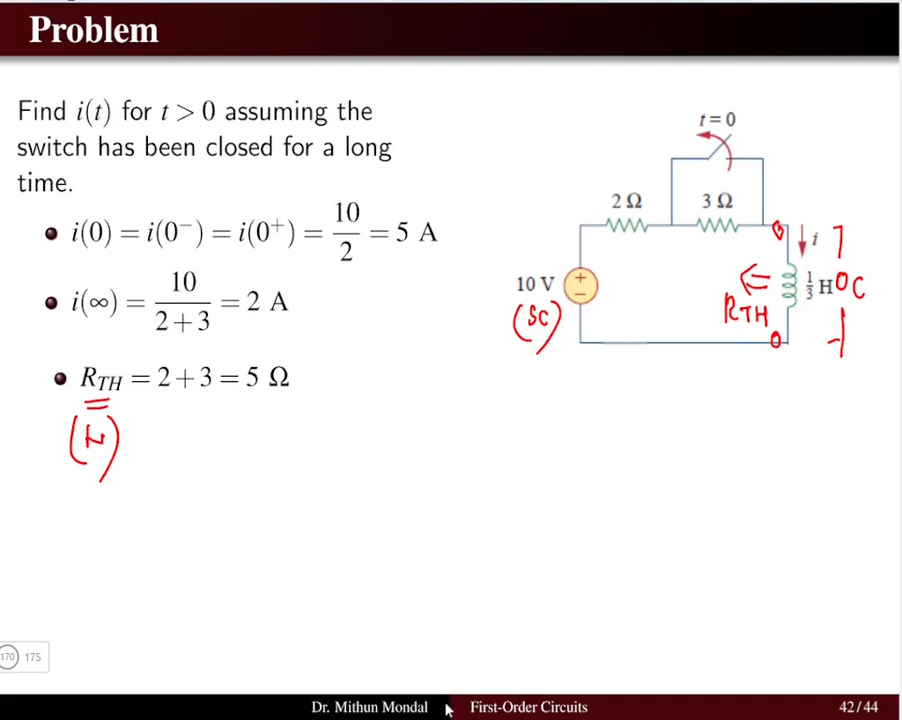 Problem
Find i(t) for t > 0 assuming the
switch has been closed for a long
time.
i(0) = i(0⁻) = i(0⁺) = 10/2 = 5 A
i(∞) = 10/(2+3) = 2 A
R_TH = 2+3 = 5 Ω
t = 0
2 Ω
3 Ω
i
10 V
(SC)
R_TH
1/3 H
OC
170 175
Dr. Mithun Mondal
First-Order Circuits
42/44